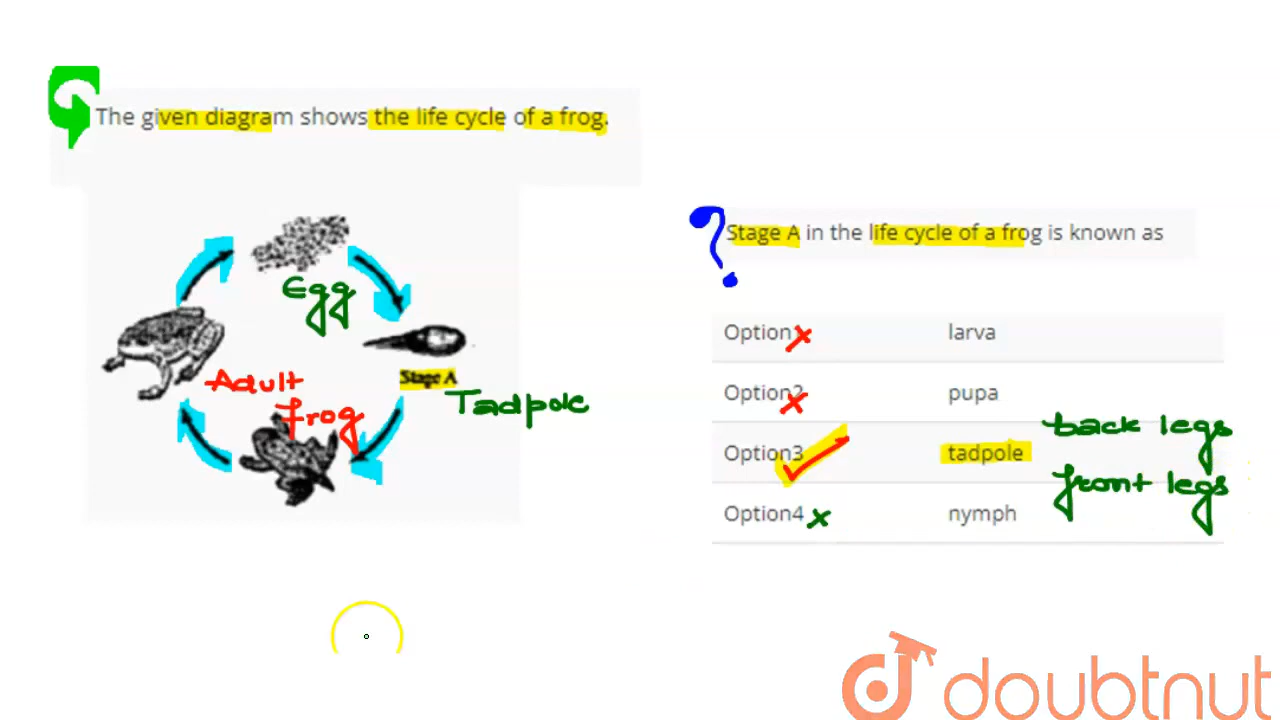 The given diagram shows the life cycle of a frog.
Egg
Stage A
Tadpole
Adult
frog
Stage A in the life cycle of a frog is known as
Option larva
Option2 pupa
Option3 tadpole
Option4 nymph
back legs
front legs
doubtnut